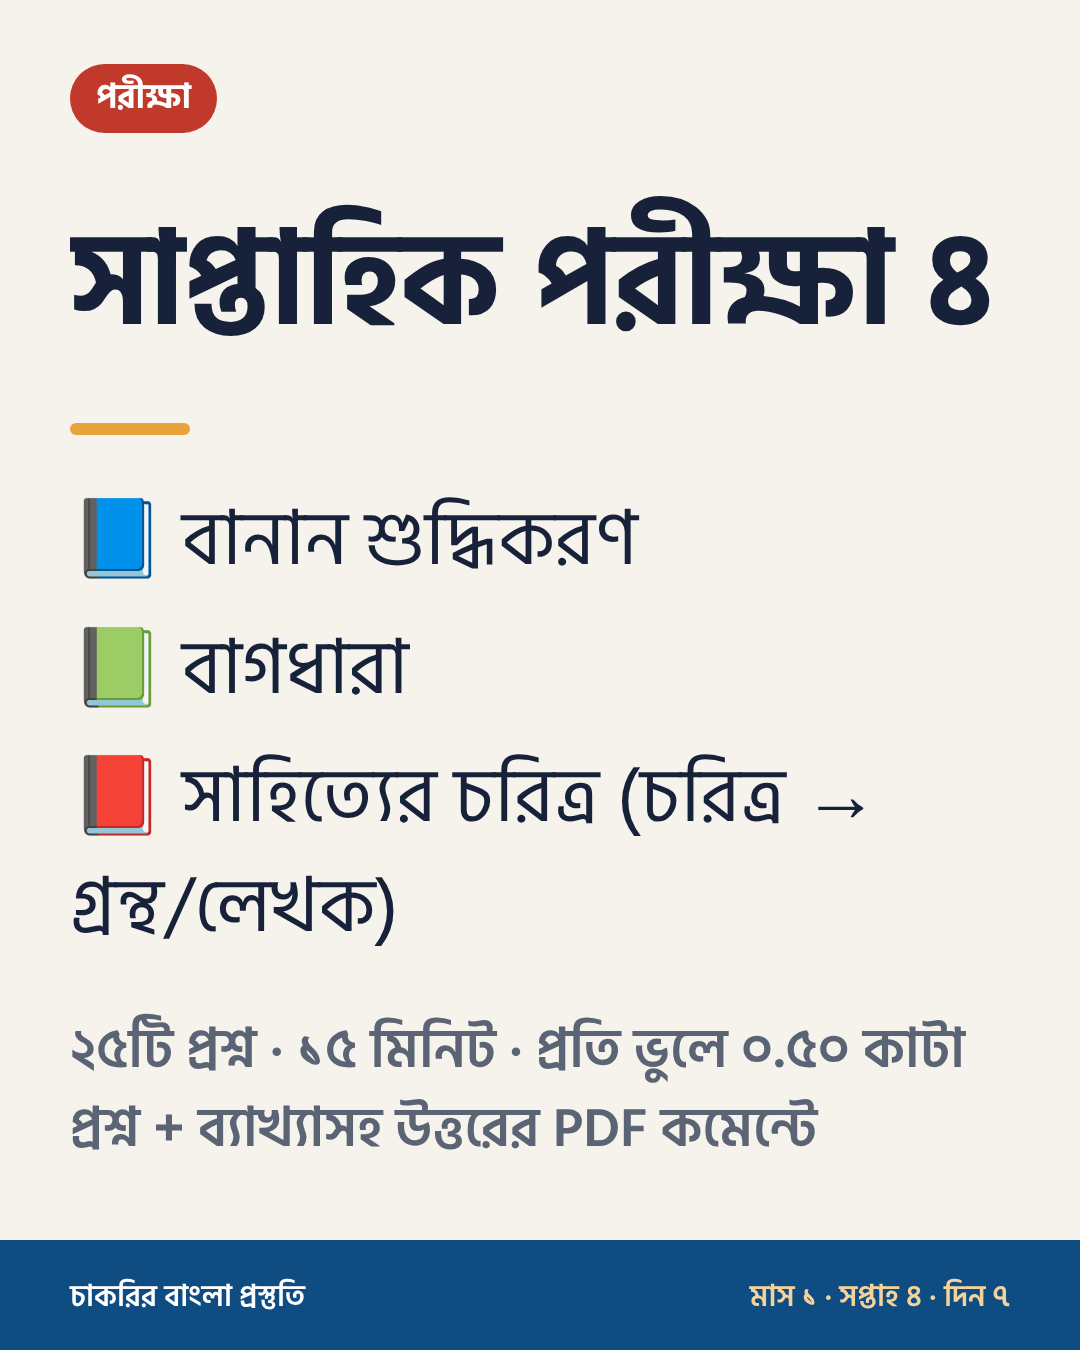 পরীক্ষা
সাপ্তাহিক পরীক্ষা ৪
📘 বানান শুদ্ধিকরণ
📗 বাগধারা
📕 সাহিত্যের চরিত্র (চরিত্র →
গ্রন্থ/লেখক)
২৫টি প্রশ্ন · ১৫ মিনিট · প্রতি ভুলে ০.৫০ কাটা
প্রশ্ন + ব্যাখ্যাসহ উত্তরের PDF কমেন্টে
চাকরির বাংলা প্রস্তুতি
মাস ১ · সপ্তাহ ৪ · দিন ৭